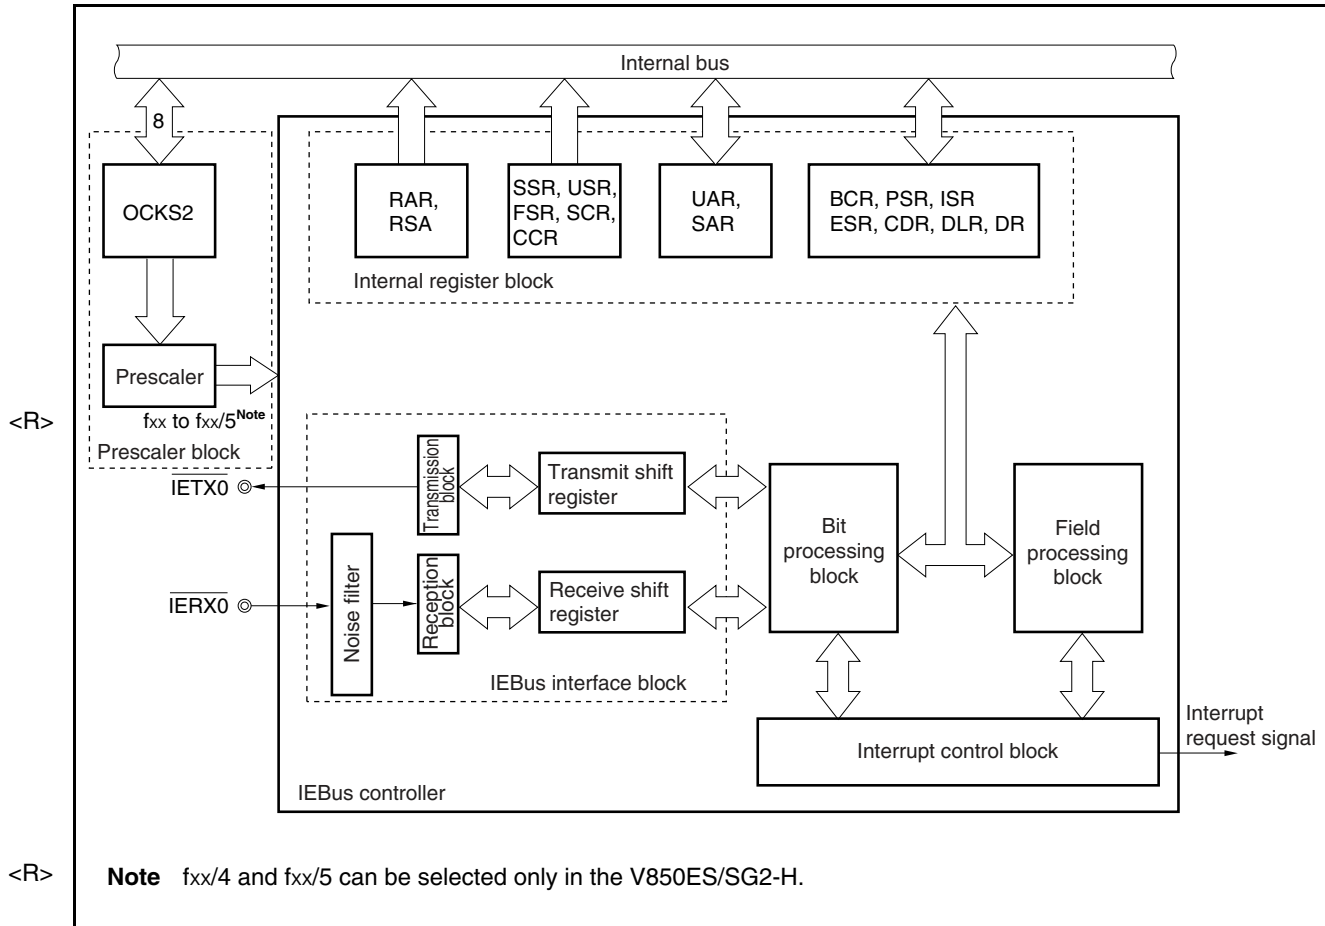 Internal bus
8
OCKS2
RAR,
RSA
SSR, USR,
FSR, SCR,
CCR
UAR,
SAR
BCR, PSR, ISR
ESR, CDR, DLR, DR
Internal register block
Prescaler
<R>
fxx to fxx/5Note
Prescaler block
IETX0
Transmission
block
Transmit shift
register
Bit
processing
block
Field
processing
block
IERX0
Noise filter
Reception
block
Receive shift
register
IEBus interface block
Interrupt
request signal
Interrupt control block
IEBus controller
<R>
Note fxx/4 and fxx/5 can be selected only in the V850ES/SG2-H.